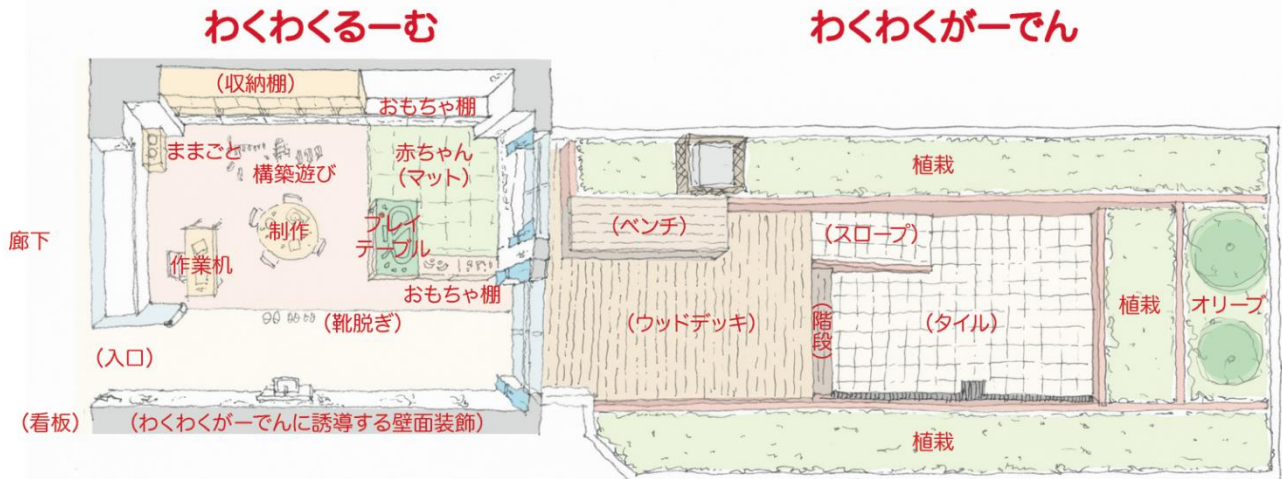 わくわくるーむ
わくわくがーでん
(収納棚)
おもちゃ棚
ままごと
構築遊び
赤ちゃん
(マット)
植栽
廊下
作業机
制作
プレイ
テーブル
(ベンチ)
(スロープ)
おもちゃ棚
(靴脱ぎ)
(ウッドデッキ)
(階段)
(タイル)
植栽
オリーブ
(入口)
(看板)
(わくわくがーでんに誘導する壁面装飾)
植栽